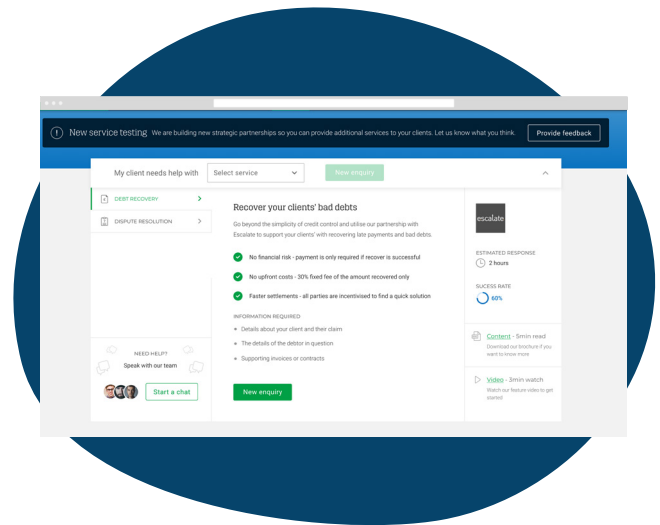 New service testing We are building new strategic partnerships so you can provide additional services to your clients. Let us know what you think. Provide feedback
My client needs help with Select service New enquiry
DEBT RECOVERY
DISPUTE RESOLUTION
NEED HELP?
Speak with our team
Start a chat
Recover your clients' bad debts
Go beyond the simplicity of credit control and utilise our partnership with
Escalate to support your clients' with recovering late payments and bad debts.
No financial risk - payment is only required if recover is successful
No upfront costs - 30% fixed fee of the amount recovered only
Faster settlements - all parties are incentivised to find a quick solution
INFORMATION REQUIRED
Details about your client and their claim
The details of the debtor in question
Supporting invoices or contracts
New enquiry
escalate
ESTIMATED RESPONSE
2 hours
SUCESS RATE
60%
Content - 5min read
Download our brochure if you
want to know more
Video - 3min watch
Watch our feature video to get
started